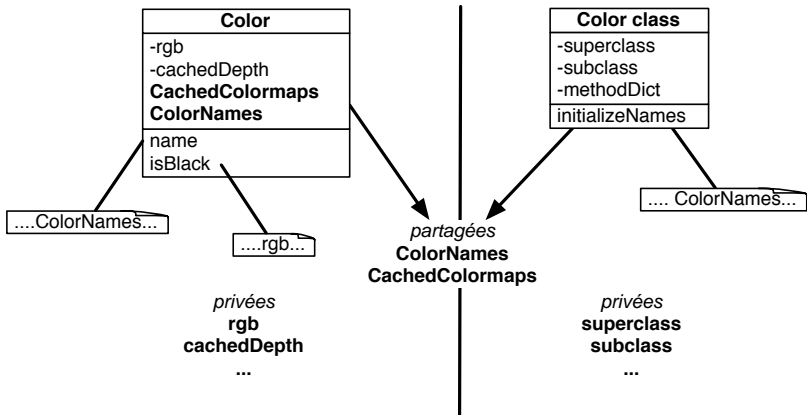 Color
-rgb
-cachedDepth
CachedColormaps
ColorNames
name
isBlack
....ColorNames...
....rgb...
privées
rgb
cachedDepth
...
partagées
ColorNames
CachedColormaps
Color class
-superclass
-subclass
-methodDict
initializeNames
.... ColorNames...
privées
superclass
subclass
...